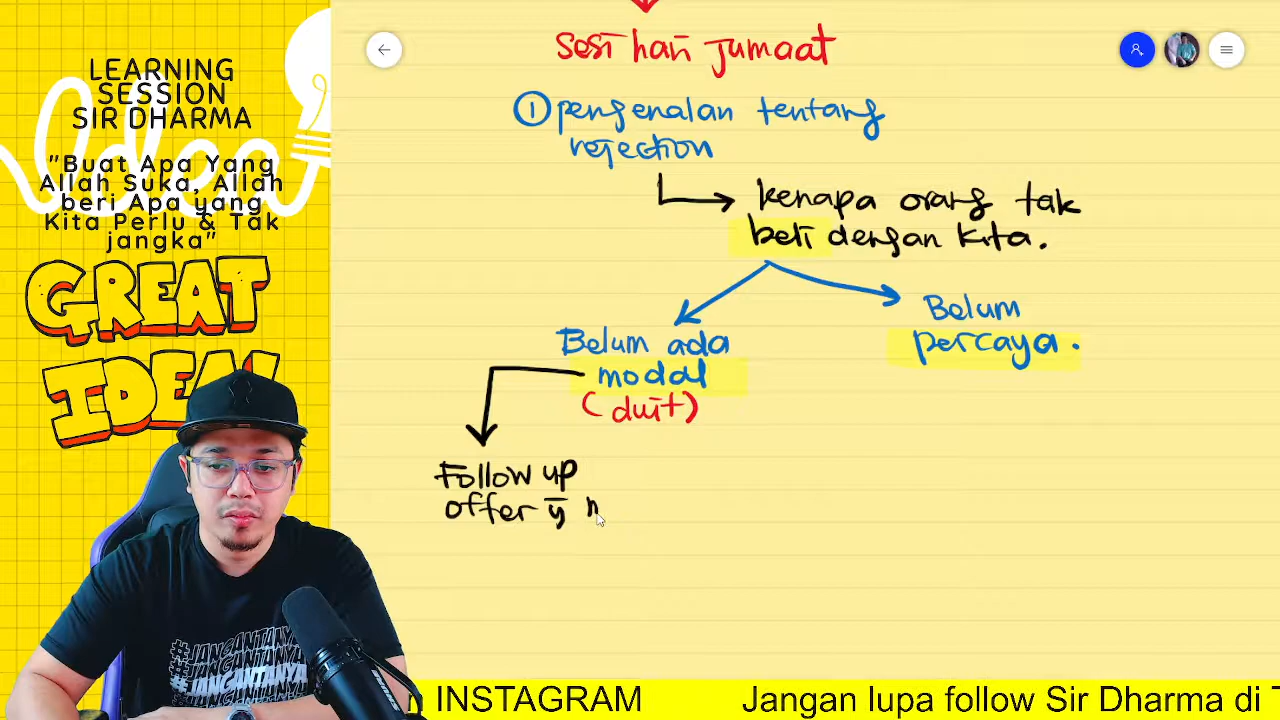 LEARNING
SESSION
SIR DHARMA
"Buat Apa Yang
Allah Suka, Allah
beri Apa yang
Kita Perlu & Tak
jangka"
GREAT
IDEA
sesi hari jumaat
① pengenalan tentang
rejection
kenapa orang tak
beli dengan kita.
Belum ada
modal
(duit)
Belum
percaya.
Follow up
offer y n
#JANGANTANYA
INSTAGRAM
Jangan lupa follow Sir Dharma di